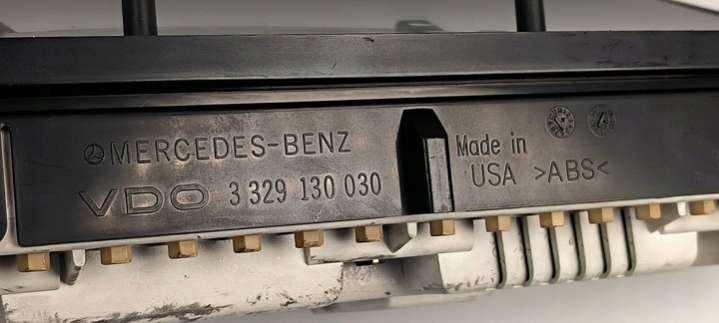 MERCEDES-BENZ
VDO 3 329 130 030
Made in
USA >ABS<